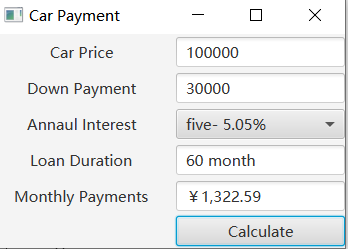 Car Payment
Car Price 100000
Down Payment 30000
Annaul Interest five- 5.05%
Loan Duration 60 month
Monthly Payments ￥1,322.59
Calculate